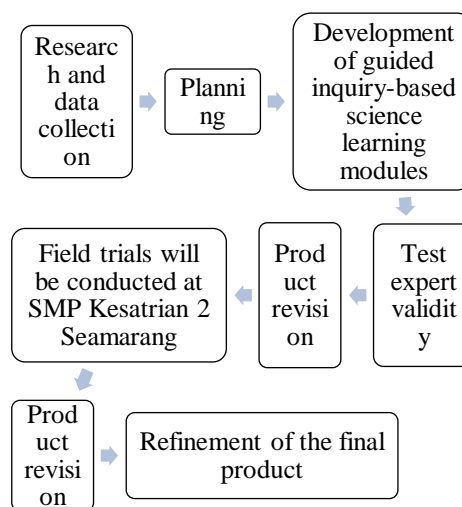 Researc
h and
data
collecti
on
Planni
ng
Development
of guided
inquiry-based
science
learning
modules
Test
expert
validit
y
Prod
uct
revisi
on
Field trials will
be conducted at
SMP Kesatrian 2
Seamarang
Prod
uct
revisi
on
Refinement of the final
product